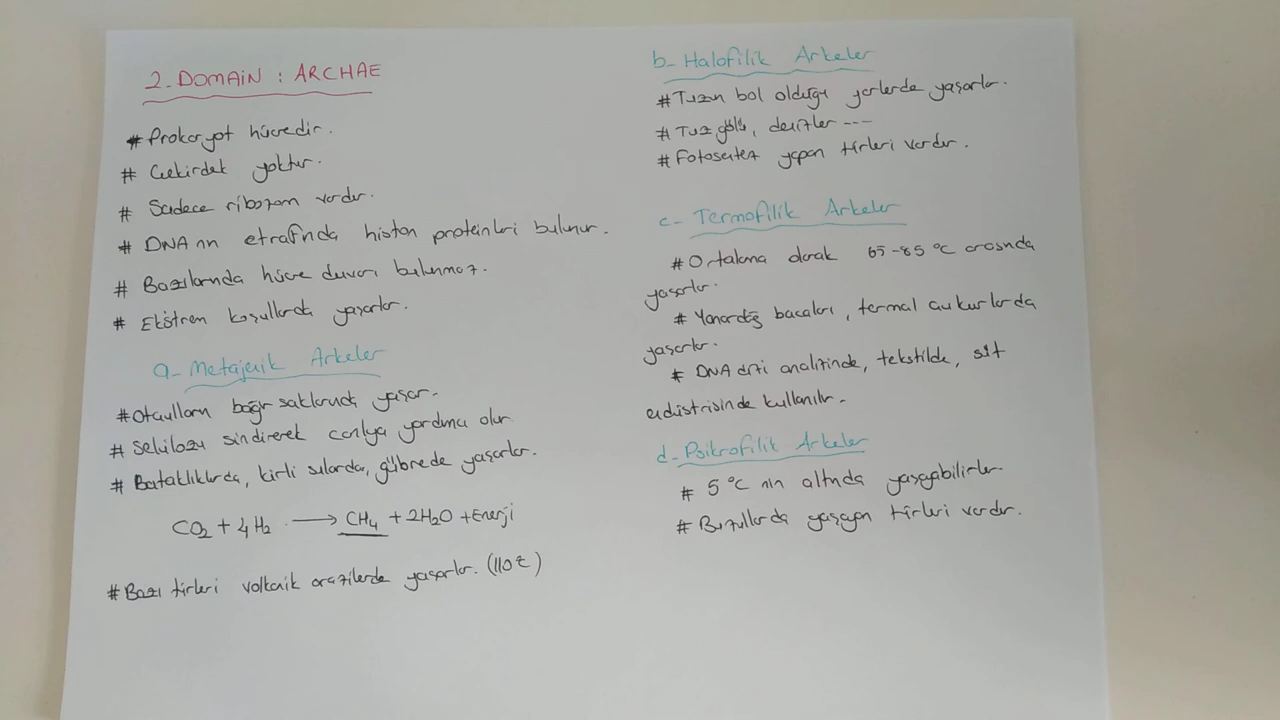 2. DOMAIN : ARCHAE
# Prokaryot hücredir.
# Çekirdek yoktur.
# Sadece ribozom vardır.
# DNA nın etrafında histon proteinleri bulunur.
# Bazılarında hücre duvarı bulunmaz.
# Ekstrem koşullarda yaşarlar.
a- Metajenik Arkeler
# Otçulların bağırsaklarında yaşar.
# Selülozu sindirerek canlıya yardımcı olur
# Bataklıklarda, kirli sularda, gübrede yaşarlar.
CO2 + 4H2 → CH4 + 2H2O + Enerji
# Bazı türleri volkanik arazilerde yaşarlar. (110
b- Halofilik Arkeler
# Tuzun bol olduğu yerlerde yaşarlar.
# Tuz gölü, denizler ---
# Fotosentez yapan türleri vardır.
c- Termofilik Arkeler
# Ortalama olarak 65-85 °C arasında
yaşarlar.
# Yanardağ bacaları, termal çukurlarda
yaşarlar.
# DNA dizi analizinde, tekstilde, süt
endüstrisinde kullanılır.
d- Psikrofilik Arkeler
# 5 °C nin altında yaşayabilirler
# Buzullarda yaşayan türleri vardır.